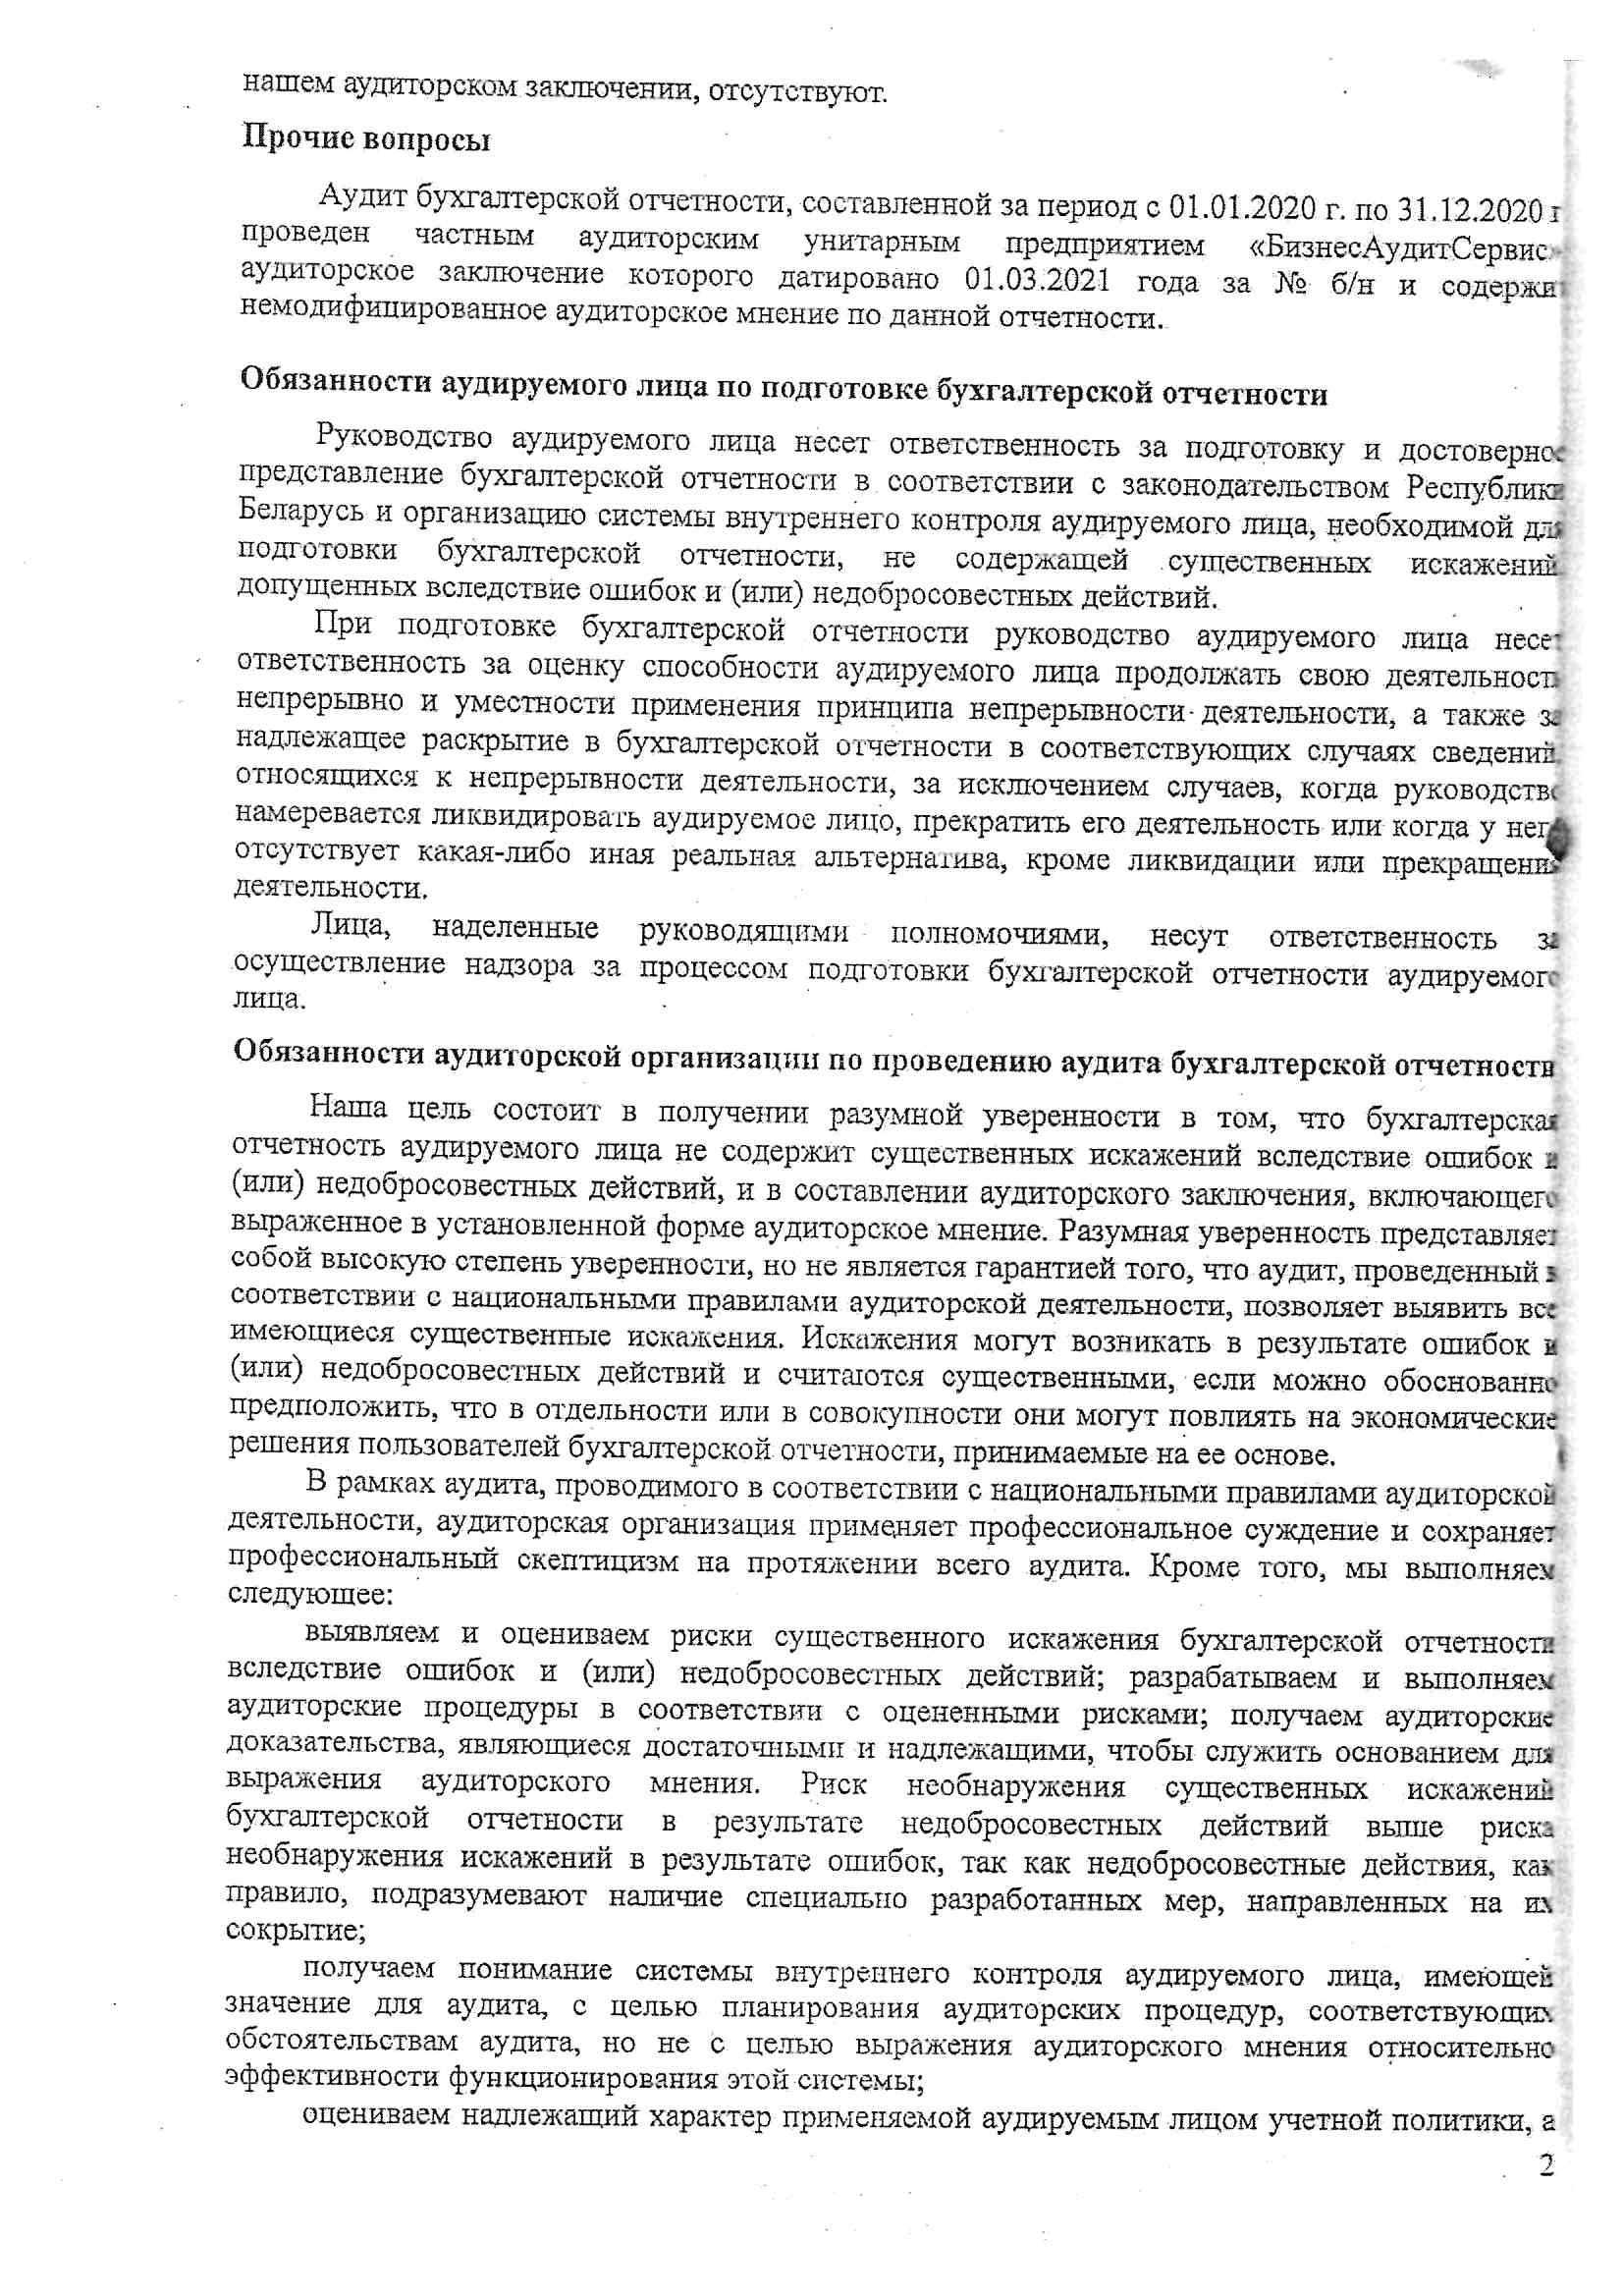 нашем аудиторском заключении, отсутствуют.
Прочие вопросы
Аудит бухгалтерской отчетности, составленной за период с 01.01.2020 г. по 31.12.2020 г
проведен частным аудиторским унитарным предприятием «БизнесАудитСервис»
аудиторское заключение которого датировано 01.03.2021 года за № б/н и содержит
немодифицированное аудиторское мнение по данной отчетности.
Обязанности аудируемого лица по подготовке бухгалтерской отчетности
Руководство аудируемого лица несет ответственность за подготовку и достоверное
представление бухгалтерской отчетности в соответствии с законодательством Республики
Беларусь и организацию системы внутреннего контроля аудируемого лица, необходимой для
подготовки бухгалтерской отчетности, не содержащей существенных искажений
допущенных вследствие ошибок и (или) недобросовестных действий.
При подготовке бухгалтерской отчетности руководство аудируемого лица несет
ответственность за оценку способности аудируемого лица продолжать свою деятельность
непрерывно и уместности применения принципа непрерывности деятельности, а также за
надлежащее раскрытие в бухгалтерской отчетности в соответствующих случаях сведений,
относящихся к непрерывности деятельности, за исключением случаев, когда руководство
намеревается ликвидировать аудируемое лицо, прекратить его деятельность или когда у него
отсутствует какая-либо иная реальная альтернатива, кроме ликвидации или прекращения
деятельности.
Лица, наделенные руководящими полномочиями, несут ответственность за
осуществление надзора за процессом подготовки бухгалтерской отчетности аудируемого
лица.
Обязанности аудиторской организации по проведению аудита бухгалтерской отчетности
Наша цель состоит в получении разумной уверенности в том, что бухгалтерская
отчетность аудируемого лица не содержит существенных искажений вследствие ошибок и
(или) недобросовестных действий, и в составлении аудиторского заключения, включающего
выраженное в установленной форме аудиторское мнение. Разумная уверенность представляет
собой высокую степень уверенности, но не является гарантией того, что аудит, проведенный в
соответствии с национальными правилами аудиторской деятельности, позволяет выявить все
имеющиеся существенные искажения. Искажения могут возникать в результате ошибок и
(или) недобросовестных действий и считаются существенными, если можно обоснованно
предположить, что в отдельности или в совокупности они могут повлиять на экономические
решения пользователей бухгалтерской отчетности, принимаемые на ее основе.
В рамках аудита, проводимого в соответствии с национальными правилами аудиторской
деятельности, аудиторская организация применяет профессиональное суждение и сохраняет
профессиональный скептицизм на протяжении всего аудита. Кроме того, мы выполняем
следующее:
выявляем и оцениваем риски существенного искажения бухгалтерской отчетности
вследствие ошибок и (или) недобросовестных действий; разрабатываем и выполняем
аудиторские процедуры в соответствии с оцененными рисками; получаем аудиторские
доказательства, являющиеся достаточными и надлежащими, чтобы служить основанием для
выражения аудиторского мнения. Риск необнаружения существенных искажений
бухгалтерской отчетности в результате недобросовестных действий выше риска
необнаружения искажений в результате ошибок, так как недобросовестные действия, как
правило, подразумевают наличие специально разработанных мер, направленных на их
сокрытие;
получаем понимание системы внутреннего контроля аудируемого лица, имеющей
значение для аудита, с целью планирования аудиторских процедур, соответствующих
обстоятельствам аудита, но не с целью выражения аудиторского мнения относительно
эффективности функционирования этой системы;
оцениваем надлежащий характер применяемой аудируемым лицом учетной политики, а
2